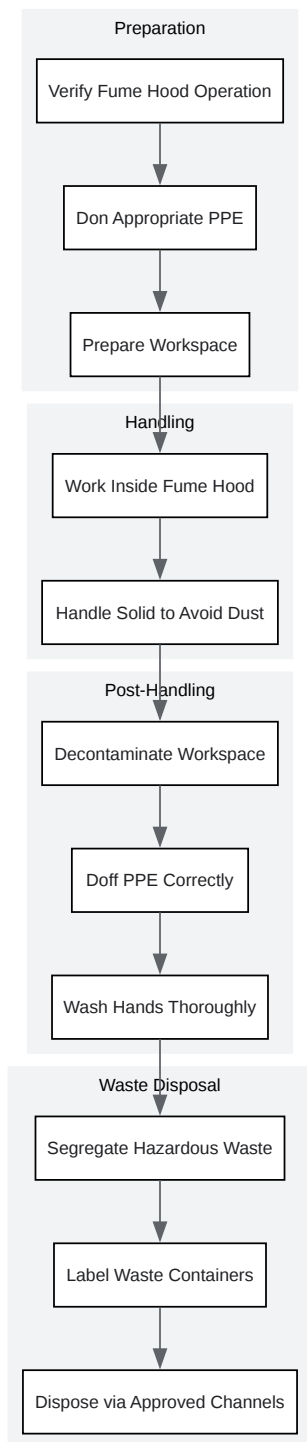 Preparation
Verify Fume Hood Operation
Don Appropriate PPE
Prepare Workspace
Handling
Work Inside Fume Hood
Handle Solid to Avoid Dust
Post-Handling
Decontaminate Workspace
Doff PPE Correctly
Wash Hands Thoroughly
Waste Disposal
Segregate Hazardous Waste
Label Waste Containers
Dispose via Approved Channels